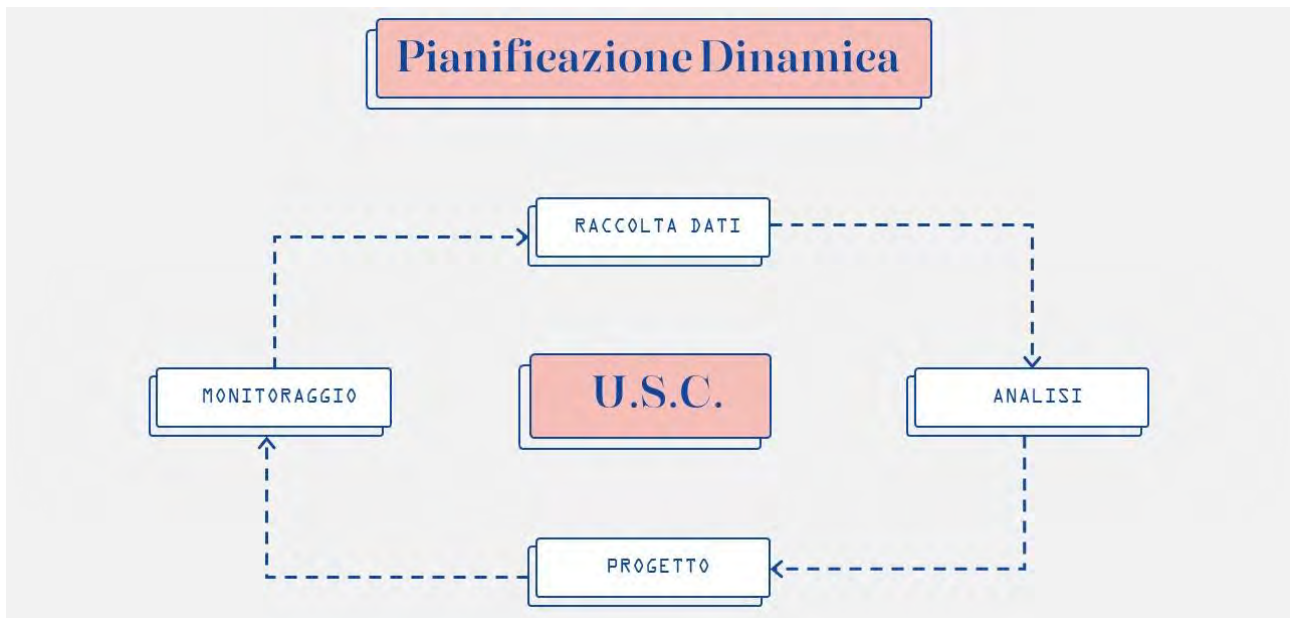 Pianificazione Dinamica
RACCOLTA DATI
MONITORAGGIO
U.S.C.
ANALISI
PROGETTO